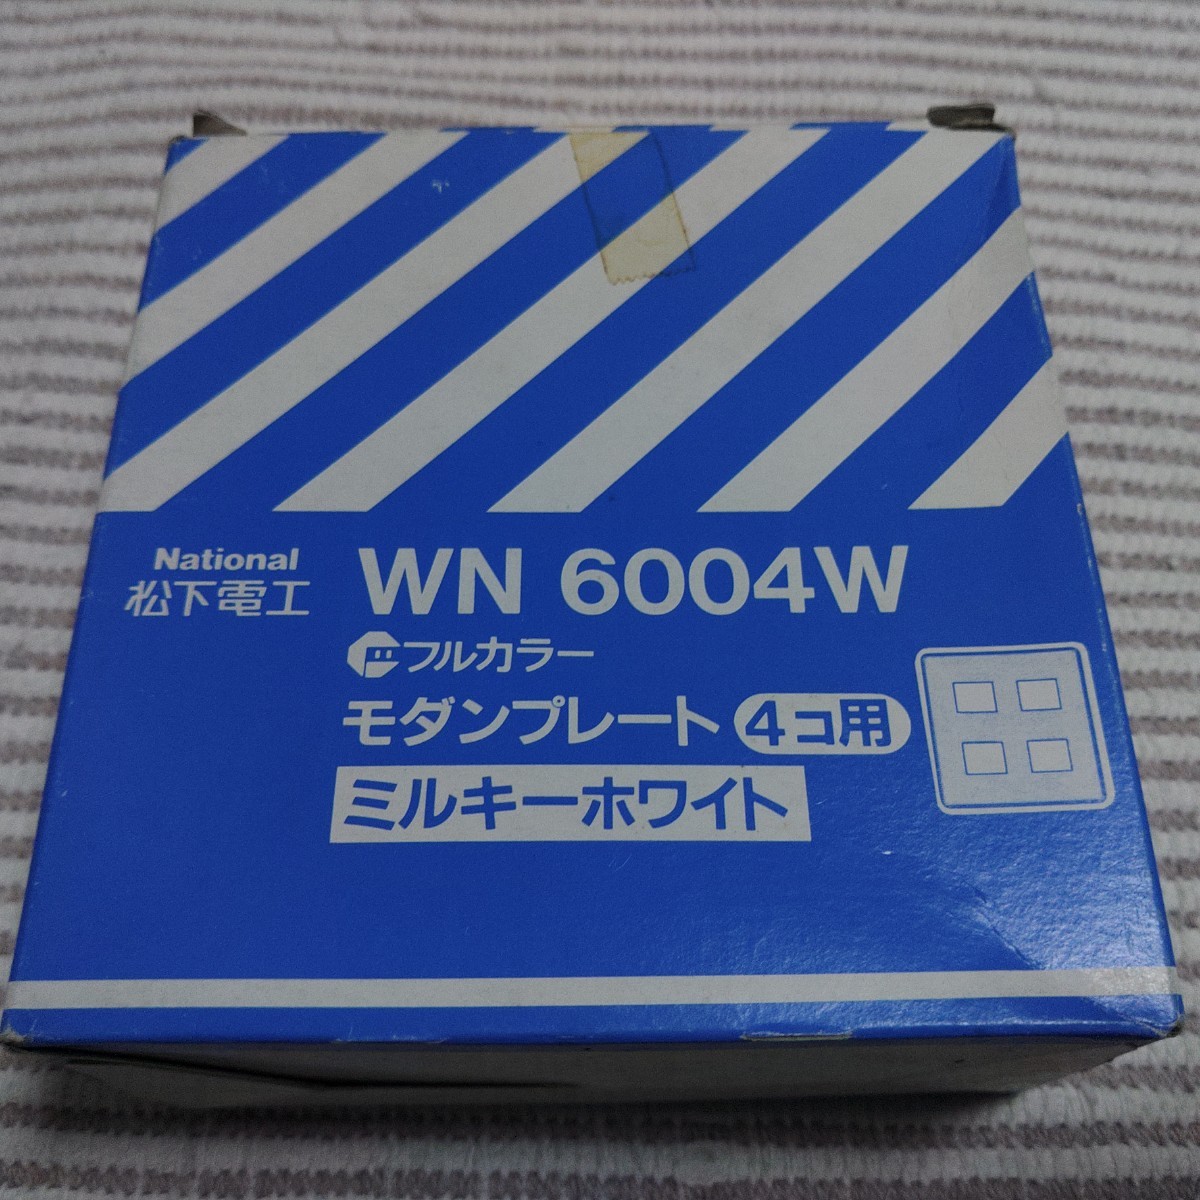 National
松下電工
WN 6004W
フルカラー
モダンプレート 4コ用
ミルキーホワイト